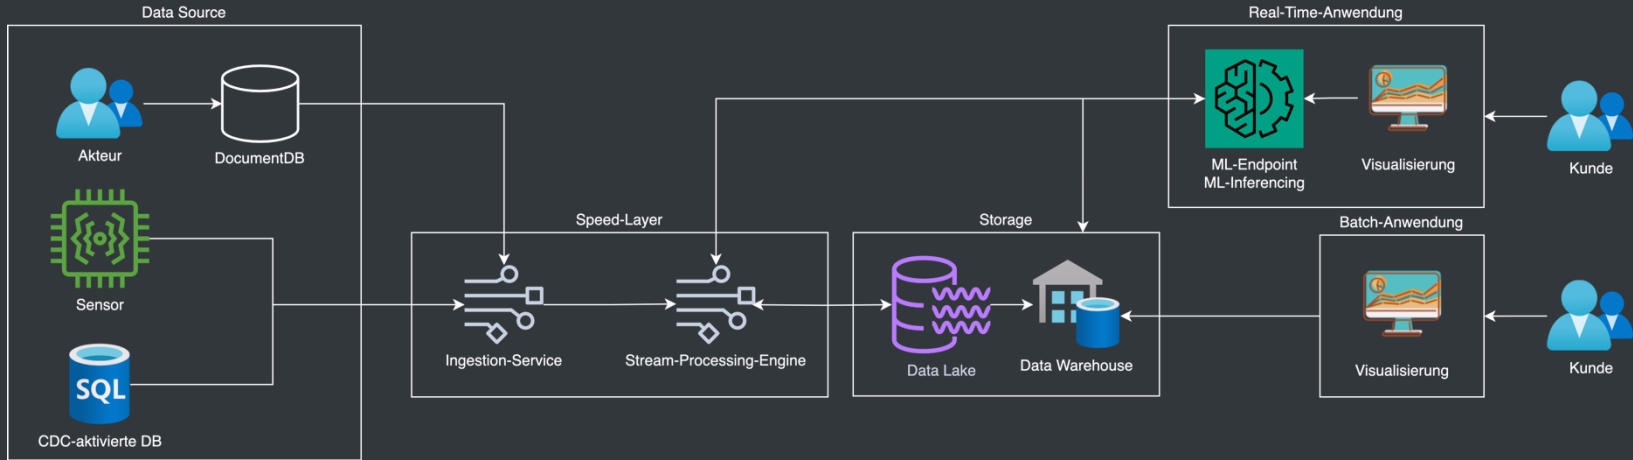 Data Source
Real-Time-Anwendung
Akteur
DocumentDB
ML-Endpoint
ML-Inferencing
Visualisierung
Kunde
Speed-Layer
Storage
Batch-Anwendung
Sensor
Ingestion-Service
Stream-Processing-Engine
Data Lake
Data Warehouse
Visualisierung
Kunde
SQL
CDC-aktivierte DB